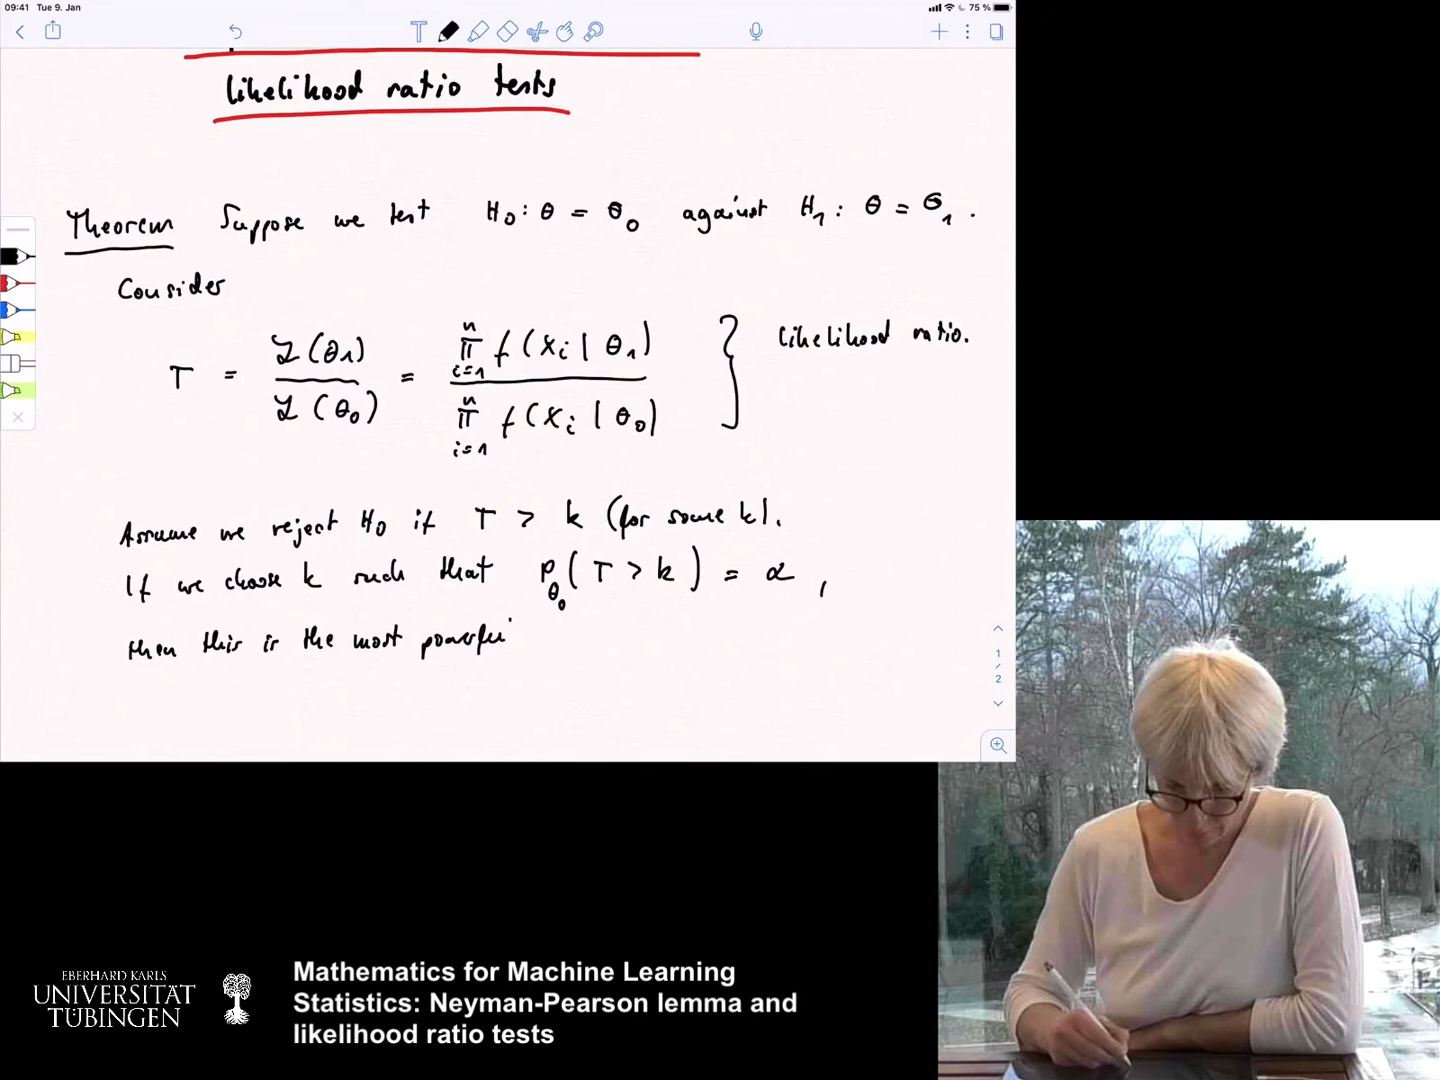 09:41 Tue 9. Jan
75 %
likelihood ratio tests
Theorem Suppose we test H₀: θ = θ₀ against H₁: θ = θ₁.
Consider
T = ℒ(θ₁) / ℒ(θ₀) = ∏ᵢ₌₁ⁿ f(Xᵢ | θ₁) / ∏ᵢ₌₁ⁿ f(Xᵢ | θ₀) } likelihood ratio.
Assume we reject H₀ if T > k (for some k).
If we choose k such that P_θ₀(T > k) = α,
then this is the most powerful
1 / 2
EBERHARD KARLS
UNIVERSITÄT
TÜBINGEN
Mathematics for Machine Learning
Statistics: Neyman-Pearson lemma and
likelihood ratio tests